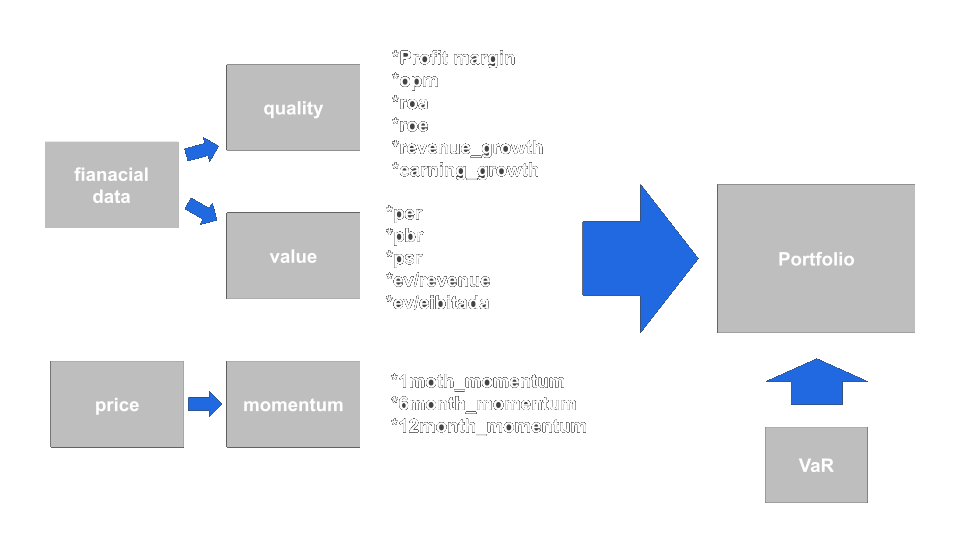 fianacial
data
quality
*Profit margin
*opm
*roa
*roe
*revenue_growth
*earning_growth
value
*per
*pbr
*psr
*ev/revenue
*ev/eibitada
price
momentum
*1moth_momentum
*6month_momentum
*12month_momentum
Portfolio
VaR